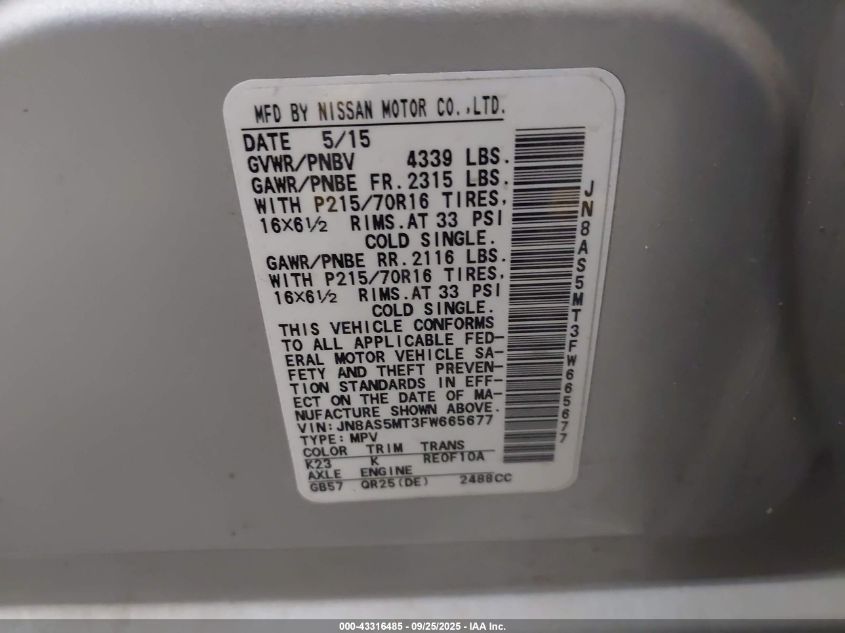 MFD BY NISSAN MOTOR CO.,LTD.
DATE 5/15
GVWR/PNBV 4339 LBS.
GAWR/PNBE FR. 2315 LBS.
WITH P215/70R16 TIRES,
16X6½ RIMS.AT 33 PSI
COLD SINGLE.
GAWR/PNBE RR. 2116 LBS.
WITH P215/70R16 TIRES,
16X6½ RIMS.AT 33 PSI
COLD SINGLE.
THIS VEHICLE CONFORMS
TO ALL APPLICABLE FED-
ERAL MOTOR VEHICLE SA-
FETY AND THEFT PREVEN-
TION STANDARDS IN EFF-
ECT ON THE DATE OF MA-
NUFACTURE SHOWN ABOVE.
VIN: JN8AS5MT3FW665677
TYPE: MPV
COLOR TRIM TRANS
K23 K RE0F10A
AXLE ENGINE
GB57 QR25(DE) 2488CC
JN8AS5MT3FW665677
000-43316485 - 09/25/2025 - IAA Inc.